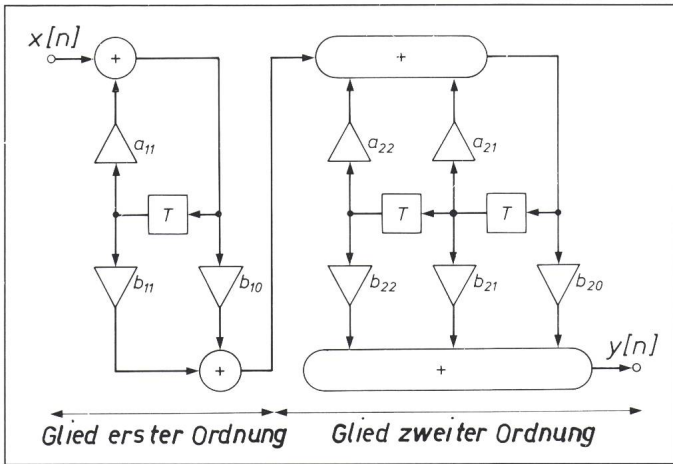 x[n]
+
+
a₁₁
a₂₂
a₂₁
T
T
T
b₁₁
b₁₀
b₂₂
b₂₁
b₂₀
+
+
y[n]
Glied erster Ordnung
Glied zweiter Ordnung